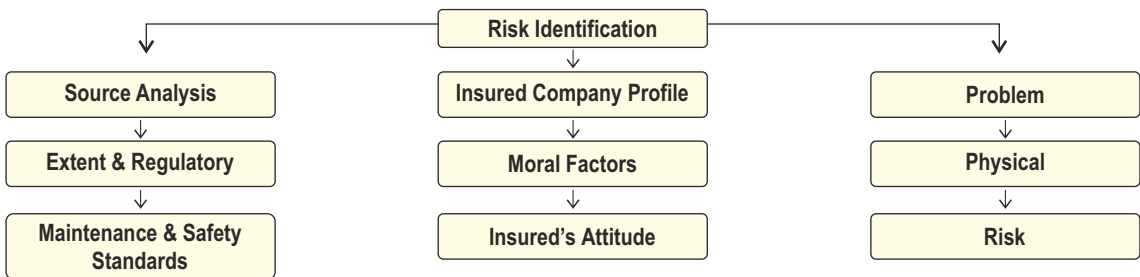 Risk Identification
Source Analysis
Insured Company Profile
Problem
Extent & Regulatory
Moral Factors
Physical
Maintenance & Safety
Standards
Insured's Attitude
Risk